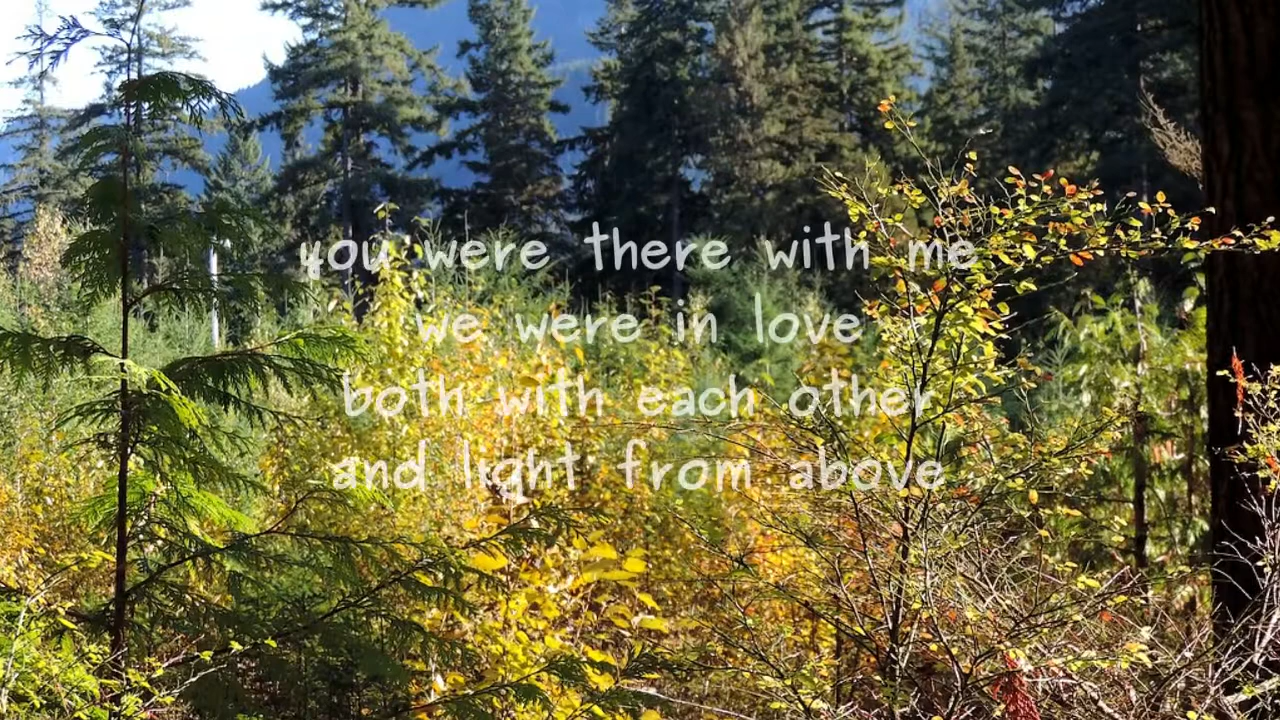 you were there with me
we were in love
both with each other
and light from above